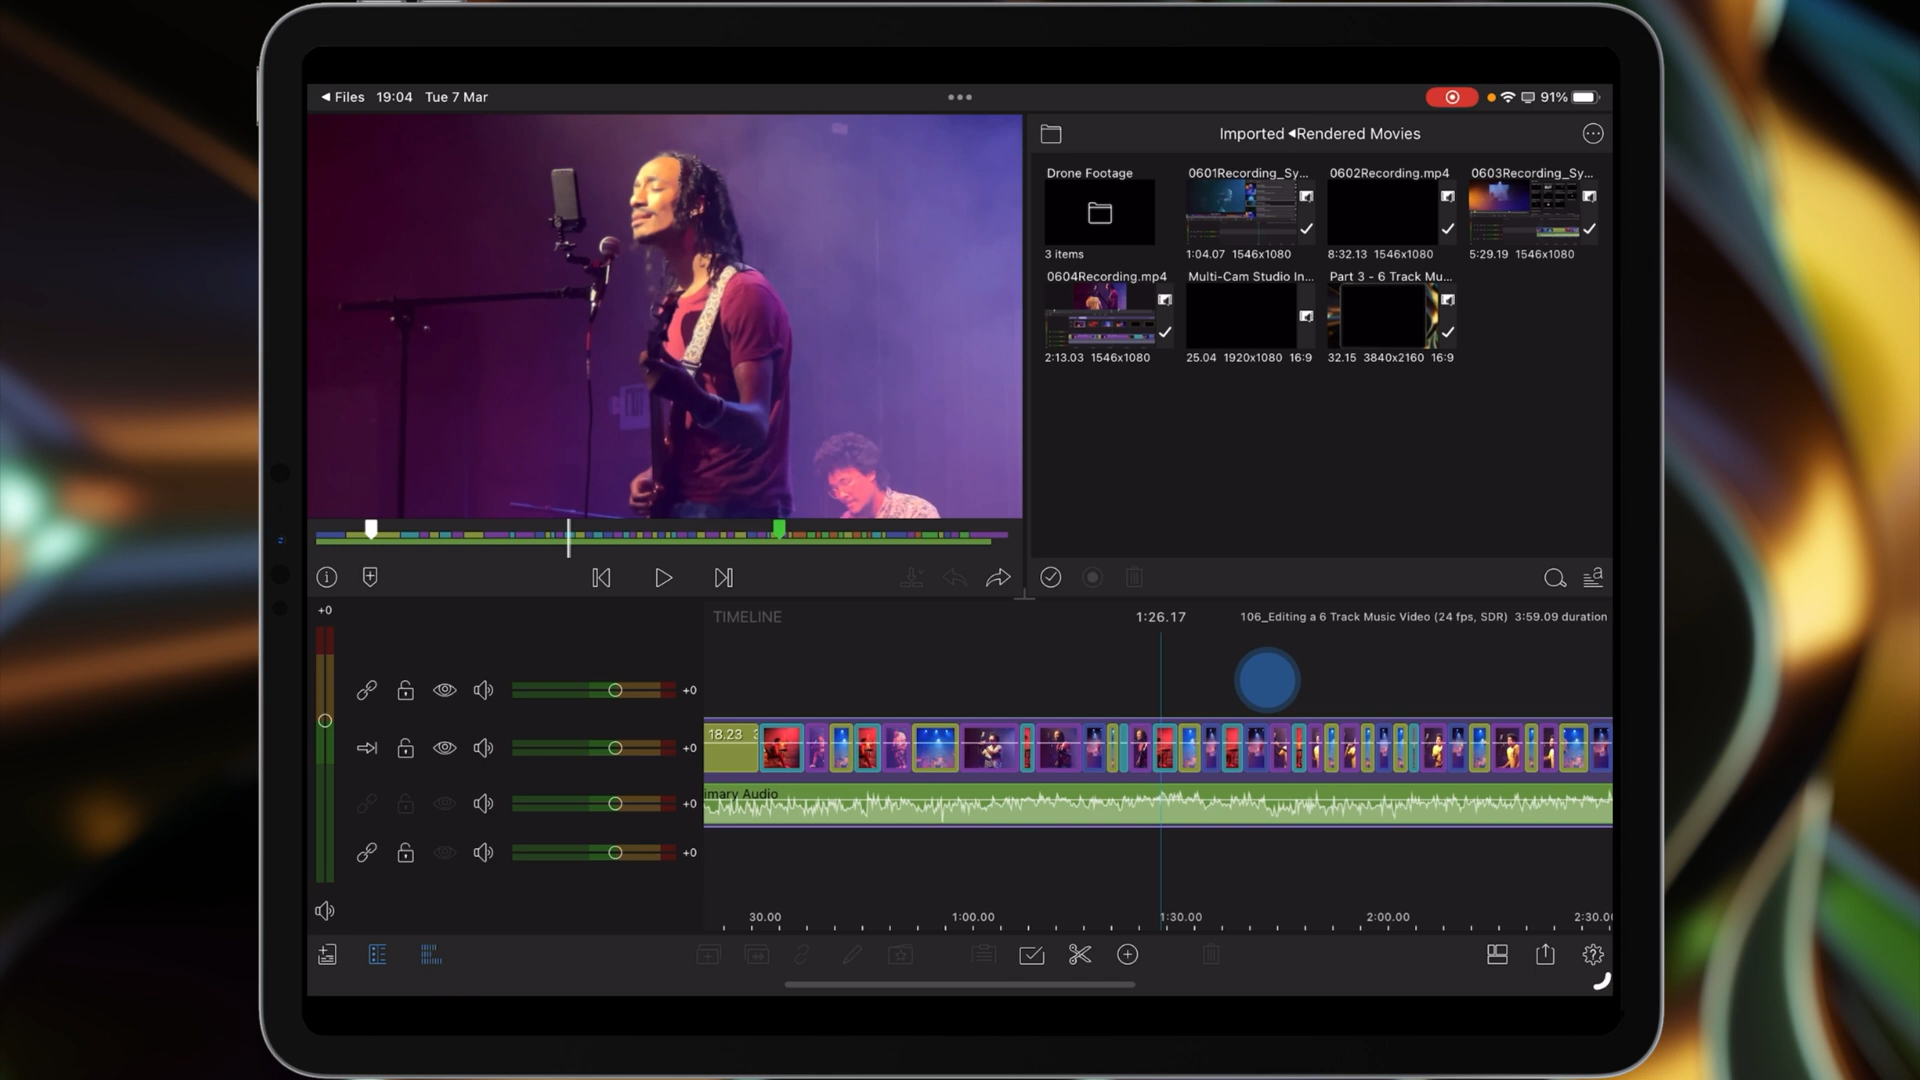 ◀ Files 19:04 Tue 7 Mar
91%
Imported ◀Rendered Movies
Drone Footage
3 items
0601Recording_Sy...
1:04.07 1546x1080
0602Recording.mp4
8:32.13 1546x1080
0603Recording_Sy...
5:29.19 1546x1080
0604Recording.mp4
2:13.03 1546x1080
Multi-Cam Studio In...
25.04 1920x1080 16:9
Part 3 - 6 Track Mu...
32.15 3840x2160 16:9
+0
TIMELINE
1:26.17
106_Editing a 6 Track Music Video (24 fps, SDR) 3:59.09 duration
+0
+0
+0
+0
18.23
imary Audio
30.00 1:00.00 1:30.00 2:00.00 2:30.0